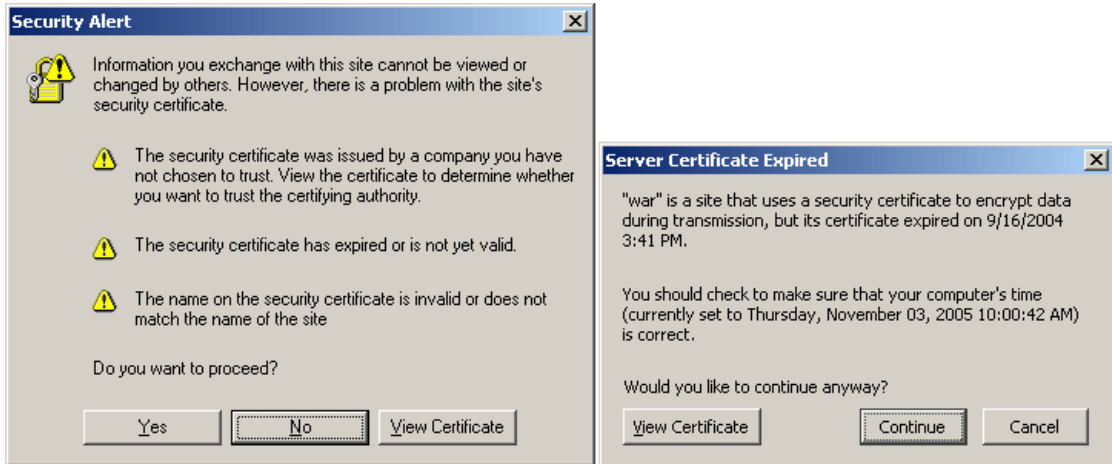 Security Alert
Information you exchange with this site cannot be viewed or
changed by others. However, there is a problem with the site's
security certificate.
The security certificate was issued by a company you have
not chosen to trust. View the certificate to determine whether
you want to trust the certifying authority.
The security certificate has expired or is not yet valid.
The name on the security certificate is invalid or does not
match the name of the site
Do you want to proceed?
Yes
No
View Certificate
Server Certificate Expired
"war" is a site that uses a security certificate to encrypt data
during transmission, but its certificate expired on 9/16/2004
3:41 PM.
You should check to make sure that your computer's time
(currently set to Thursday, November 03, 2005 10:00:42 AM)
is correct.
Would you like to continue anyway?
View Certificate
Continue
Cancel